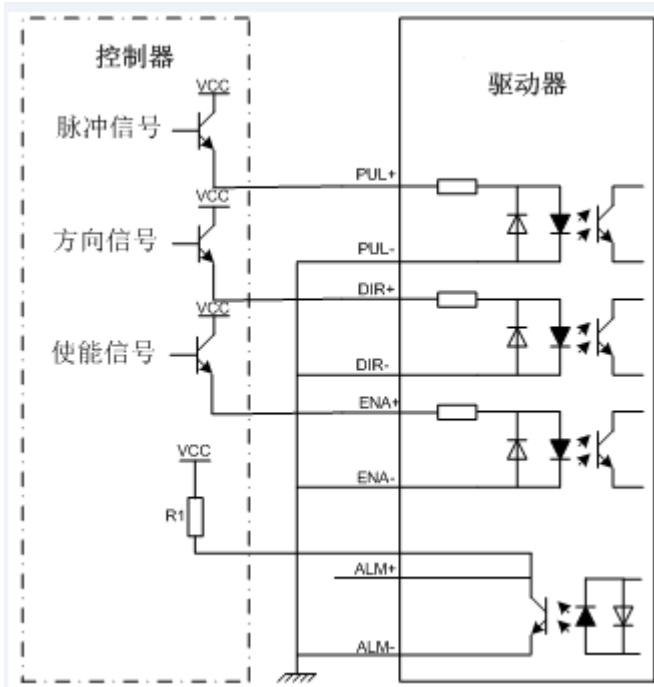 控制器
驱动器
VCC
脉冲信号
PUL+
VCC
方向信号
PUL-
DIR+
VCC
使能信号
DIR-
ENA+
VCC
ENA-
R1
ALM+
ALM-